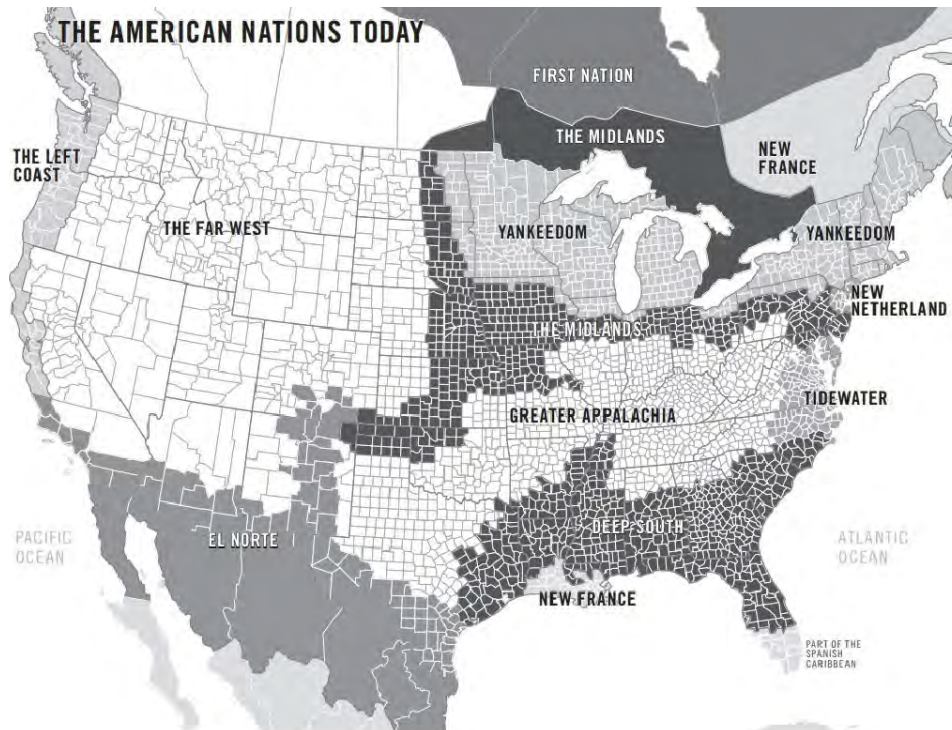 THE AMERICAN NATIONS TODAY
FIRST NATION
THE MIDLANDS
NEW
FRANCE
THE LEFT
COAST
THE FAR WEST
YANKEEDOM
YANKEEDOM
NEW
NETHERLAND
THE MIDLANDS
TIDEWATER
GREATER APPALACHIA
DEEP SOUTH
EL NORTE
PACIFIC
OCEAN
ATLANTIC
OCEAN
NEW FRANCE
PART OF THE
SPANISH
CARIBBEAN